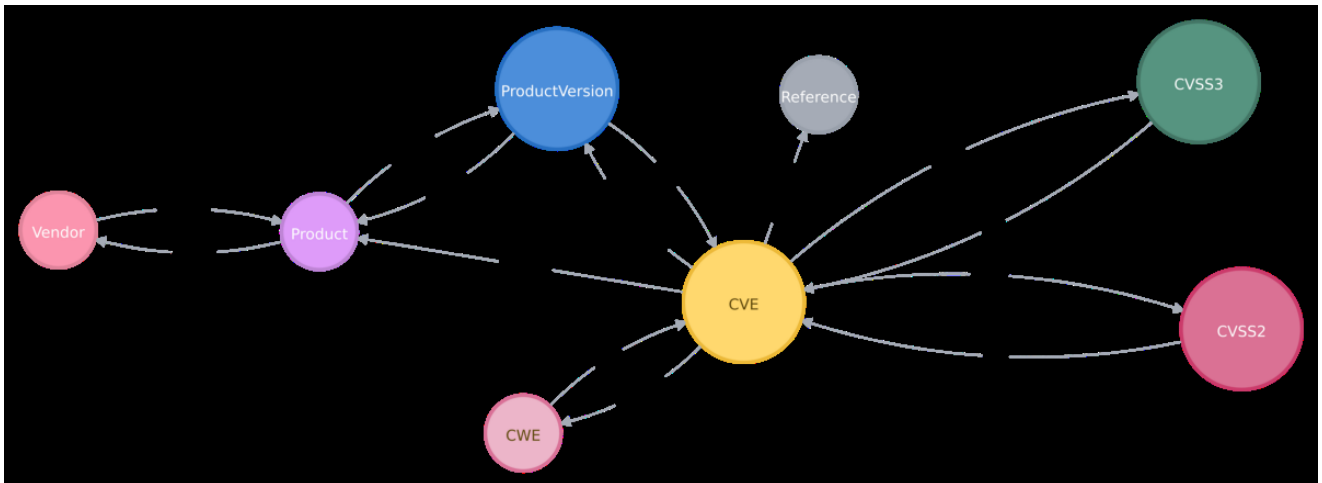 ProductVersion
Reference
CVSS3
Vendor
Product
CVE
CVSS2
CWE